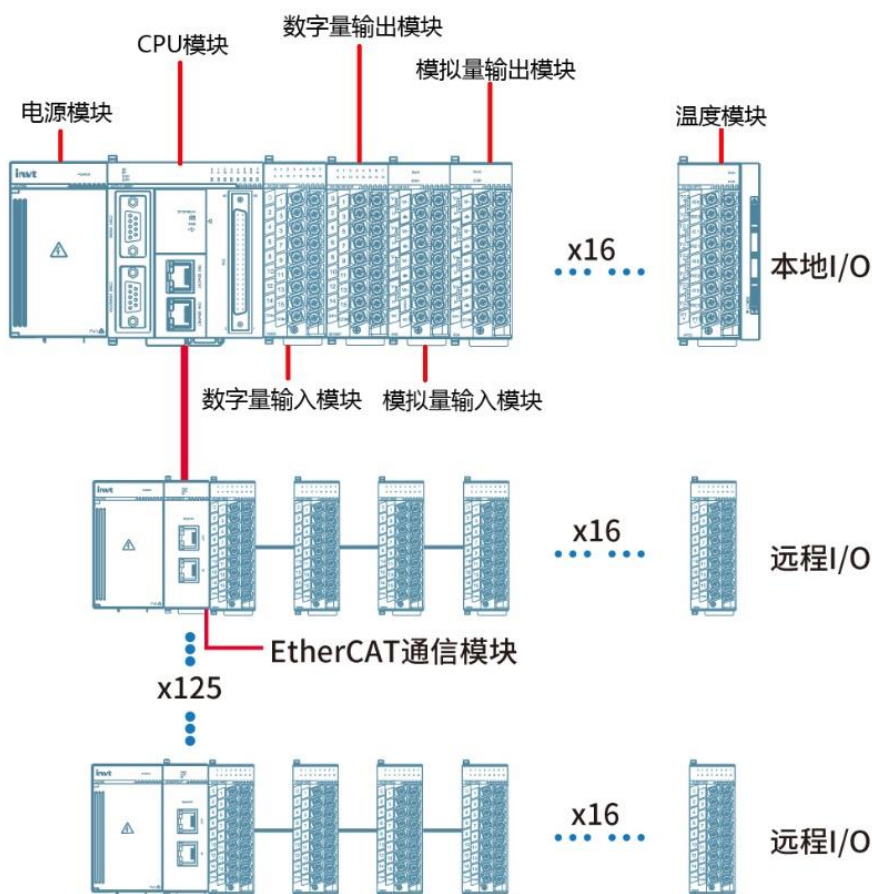 CPU模块
数字量输出模块
模拟量输出模块
电源模块
温度模块
invt
x16
本地I/O
数字量输入模块
模拟量输入模块
invt
x16
远程I/O
EtherCAT通信模块
x125
invt
x16
远程I/O